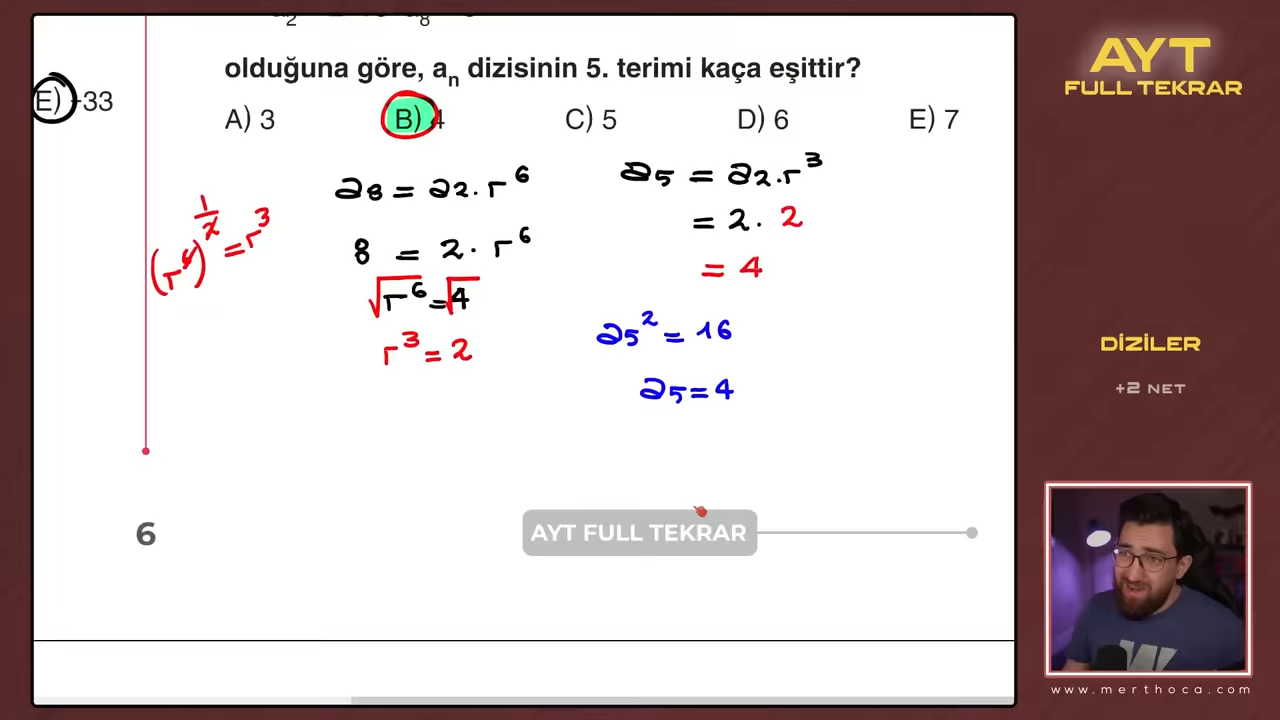 olduğuna göre, aₙ dizisinin 5. terimi kaça eşittir?
E) -33
A) 3 B) 4 C) 5 D) 6 E) 7
a8 = a2 . r⁶
8 = 2 . r⁶
√r⁶ = √4
r³ = 2
(r⁶)^(1/2) = r³
a5 = a2 . r³
= 2 . 2
= 4
a5² = 16
a5 = 4
6
AYT FULL TEKRAR
AYT
FULL TEKRAR
DİZİLER
+2 NET
www.merthoca.com